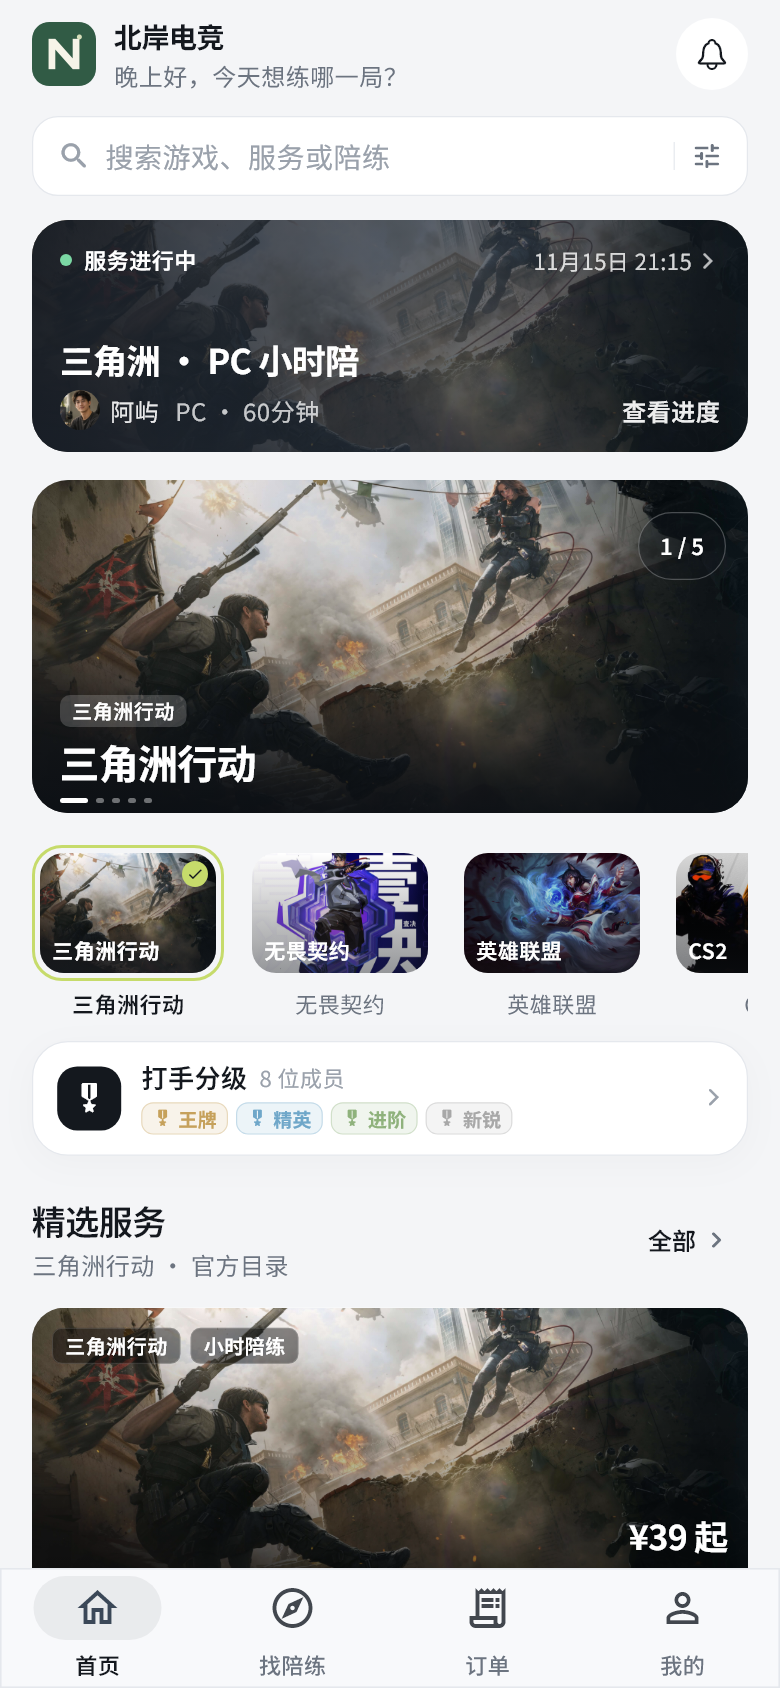 N
北岸电竞
晚上好，今天想练哪一局？
搜索游戏、服务或陪练
服务进行中
11月15日 21:15
三角洲 · PC 小时陪
阿屿 PC · 60分钟
查看进度
1 / 5
三角洲行动
三角洲行动
三角洲行动
无畏契约
英雄联盟
CS2
壹决
壹决
三角洲行动
无畏契约
英雄联盟
打手分级 8 位成员
王牌 精英 进阶 新锐
精选服务
全部
三角洲行动 · 官方目录
三角洲行动 小时陪练
¥39 起
首页 找陪练 订单 我的